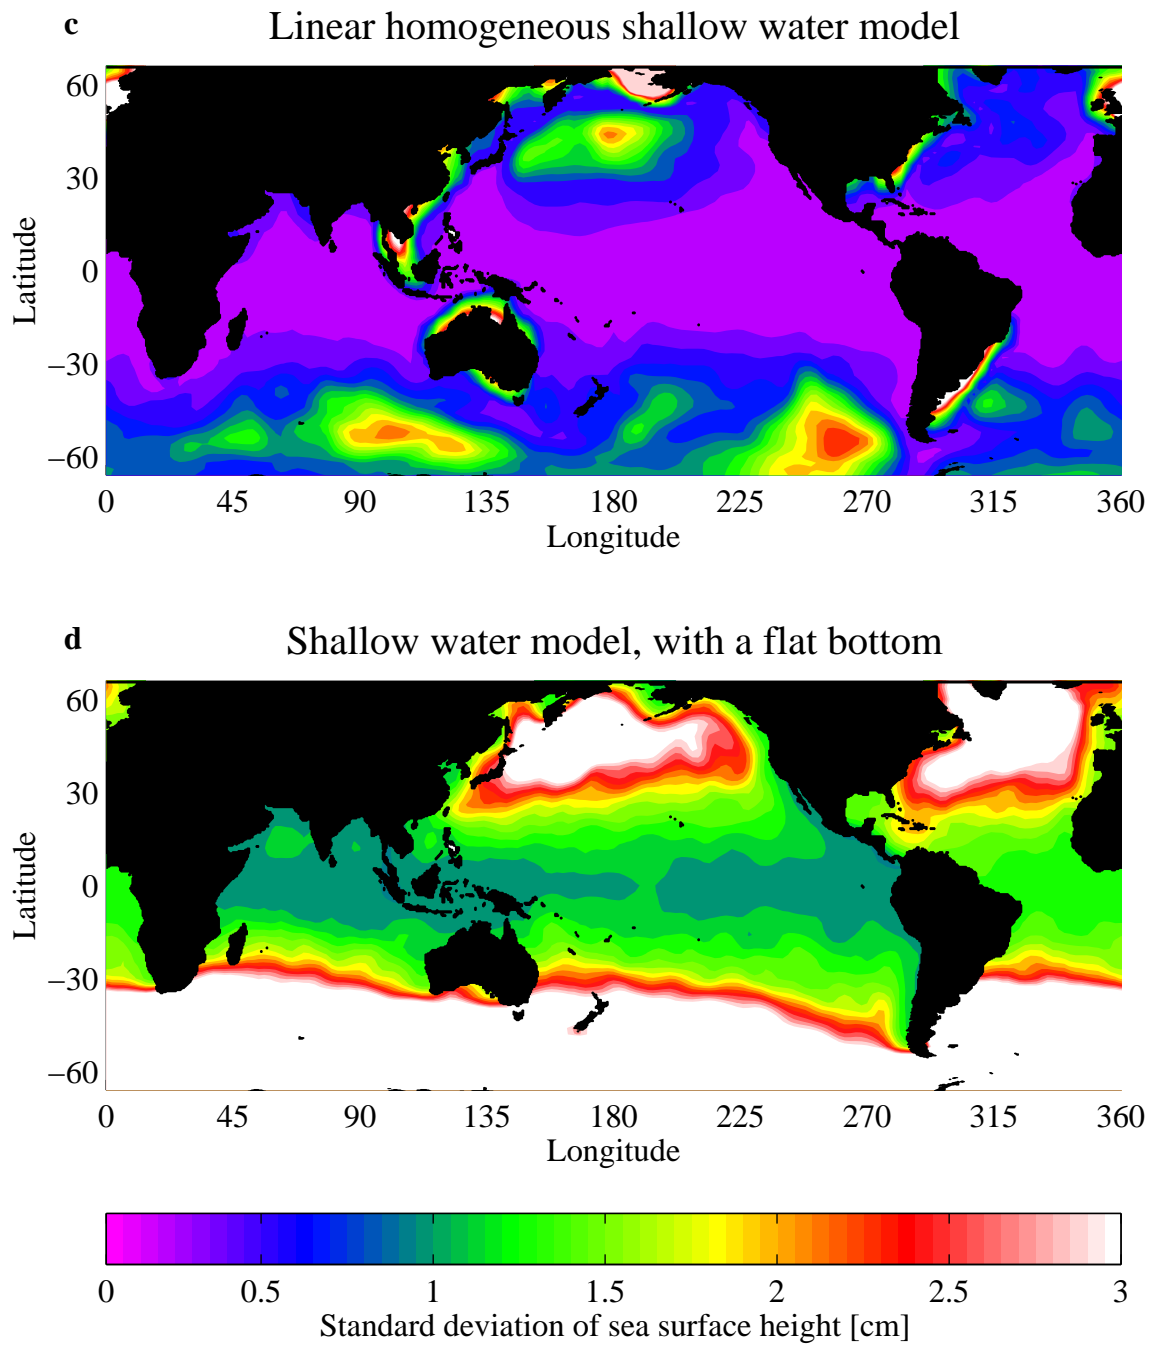 c Linear homogeneous shallow water model
60
30
0
−30
−60
Latitude
0 45 90 135 180 225 270 315 360
Longitude
d Shallow water model, with a flat bottom
60
30
0
−30
−60
Latitude
0 45 90 135 180 225 270 315 360
Longitude
0 0.5 1 1.5 2 2.5 3
Standard deviation of sea surface height [cm]